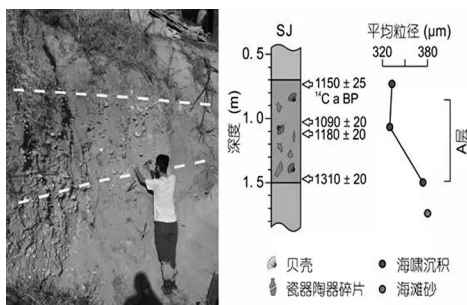 SJ
平均粒径 (μm)
320 380
0.5
1150 ± 25
¹⁴C a BP
1.0
1090 ± 20
1180 ± 20
深度 (m)
A层
1.5
1310 ± 20
贝壳
海啸沉积
瓷器陶器碎片
海滩砂